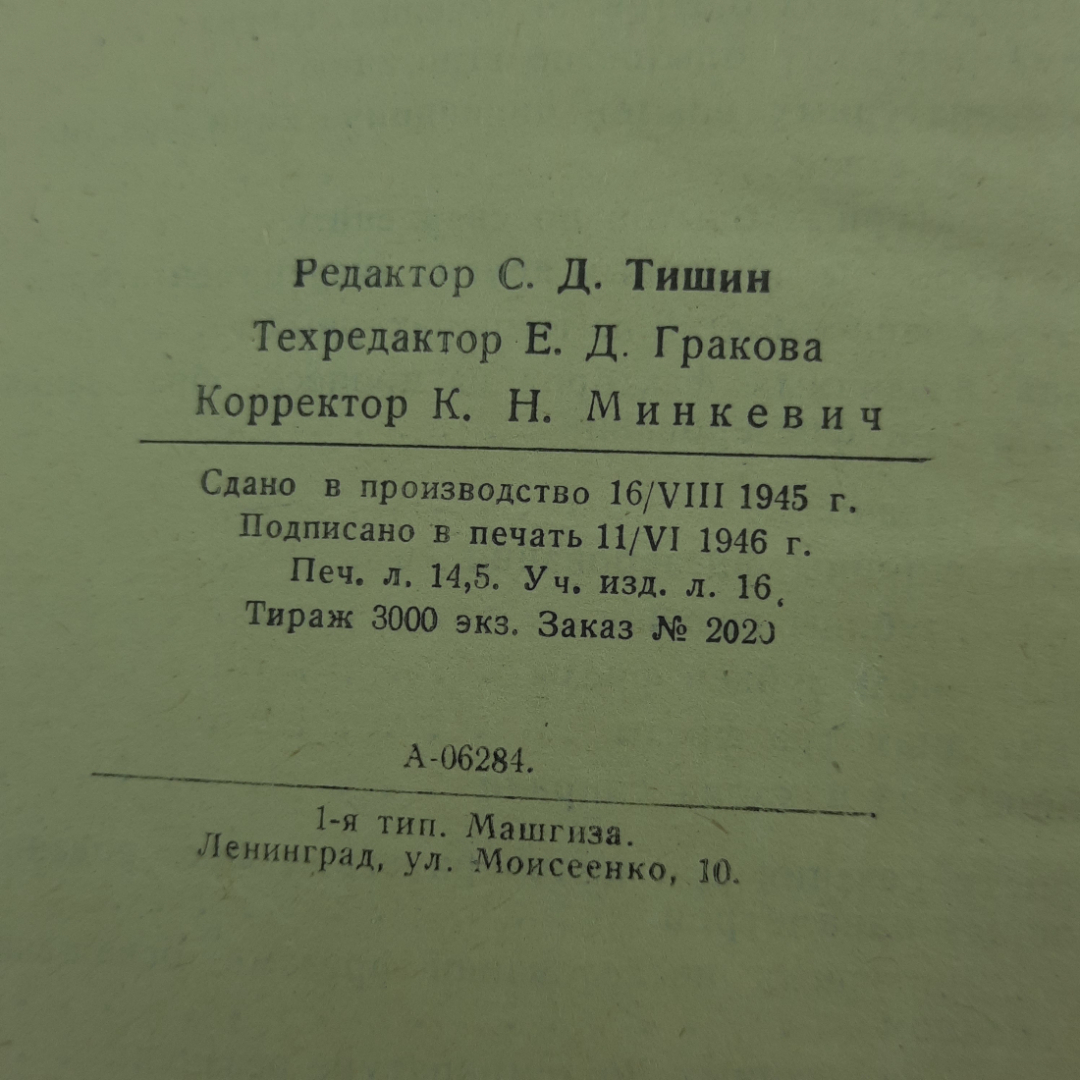 Редактор С. Д. Тишин
Техредактор Е. Д. Гракова
Корректор К. Н. Минкевич
Сдано в производство 16/VIII 1945 г.
Подписано в печать 11/VI 1946 г.
Печ. л. 14,5. Уч. изд. л. 16.
Тираж 3000 экз. Заказ №
А-06284.
1-я тип. Машгиза.
Ленинград, ул. Моисеенко, 10.